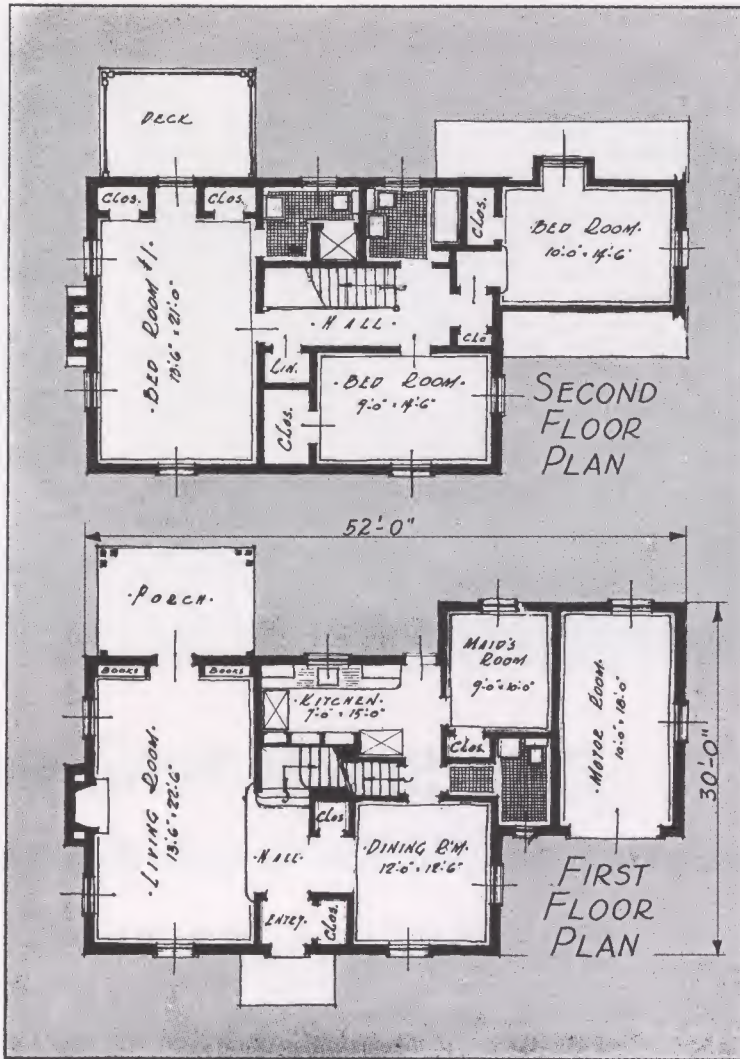 DECK
CLOS.
CLOS.
CLOS.
·BED ROOM·
10'-0" × 14'-6"
·BED ROOM #1·
13'-6" × 21'-0"
·HALL·
CLO
LIN.
·BED ROOM·
9'-0" × 14'-6"
CLOS.
SECOND
FLOOR
PLAN
52'-0"
·PORCH·
BOOKS
BOOKS
MAID'S
ROOM
9'-0" × 10'-0"
·KITCHEN·
7'-0" × 15'-0"
·MOTOR ROOM·
10'-0" × 18'-0"
30'-0"
CLOS.
·LIVING ROOM·
13'-6" × 22'-6"
CLOS
·HALL·
·DINING R'M·
12'-0" × 12'-6"
ENTRY.
CLOS.
FIRST
FLOOR
PLAN